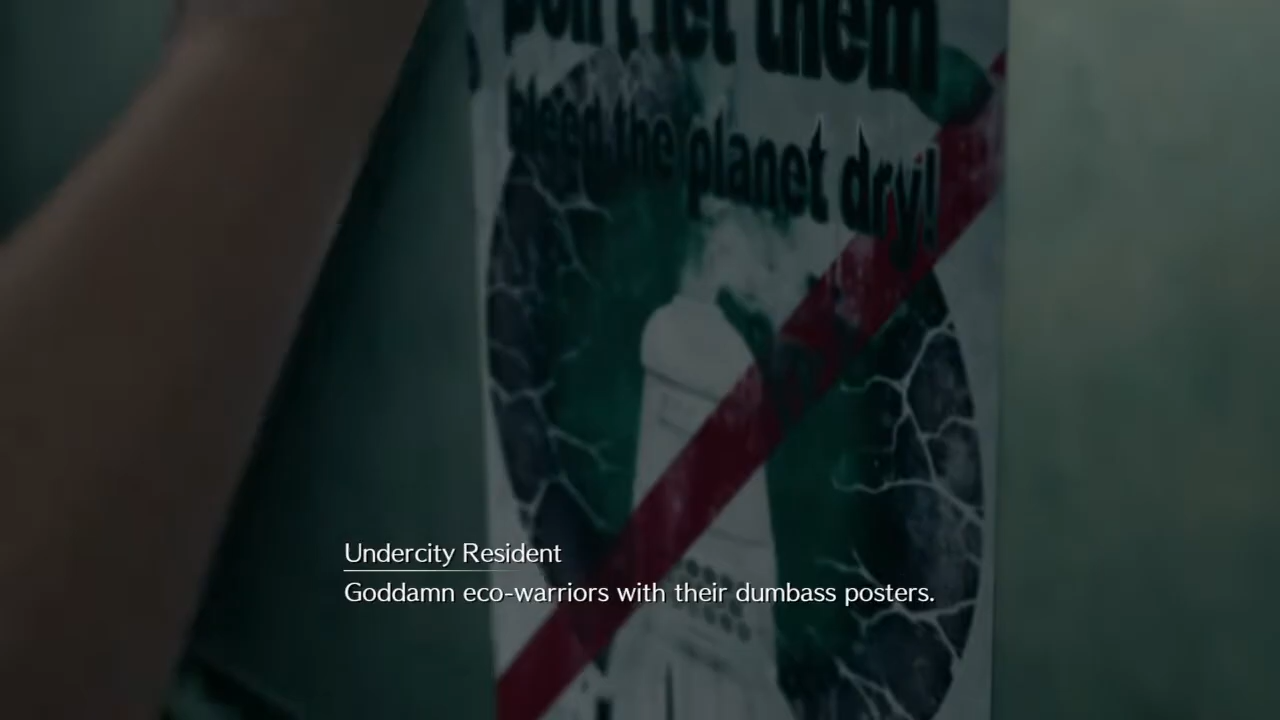 Don't let them
bleed the planet dry!
Undercity Resident
Goddamn eco-warriors with their dumbass posters.